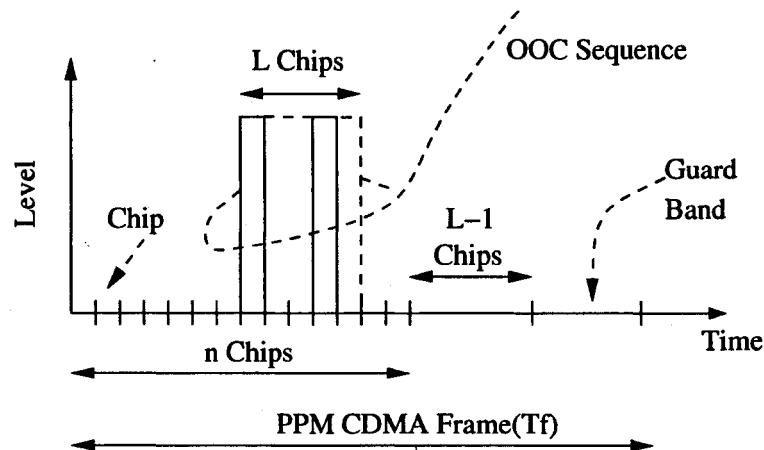 OOC Sequence
L Chips
Level
Chip
Guard
Band
L–1
Chips
Time
n Chips
PPM CDMA Frame(Tf)